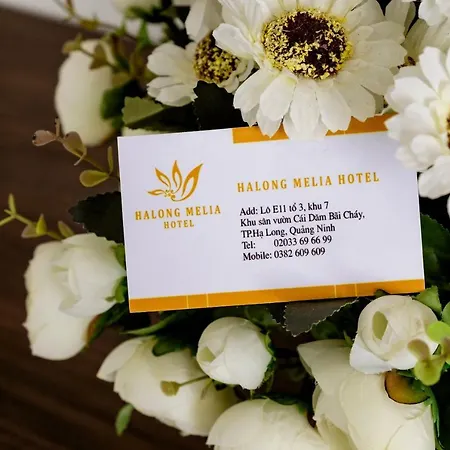 HALONG MELIA
HOTEL
HALONG MELIA HOTEL
Add: Lô E11 tổ 3, khu 7
Khu sân vườn Cái Dăm Bãi Cháy,
TP.Hạ Long, Quảng Ninh
Tel: 02033 69 66 99
Mobile: 0382 609 609